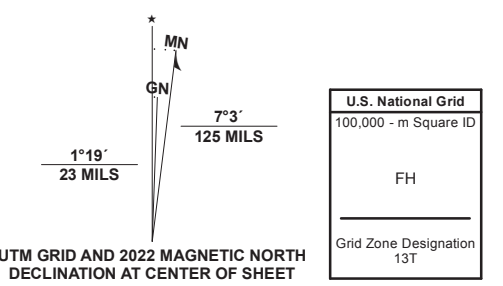 ★
MN
GN
7°3´
125 MILS
1°19´
23 MILS
UTM GRID AND 2022 MAGNETIC NORTH
DECLINATION AT CENTER OF SHEET
U.S. National Grid
100,000 - m Square ID
FH
Grid Zone Designation
13T